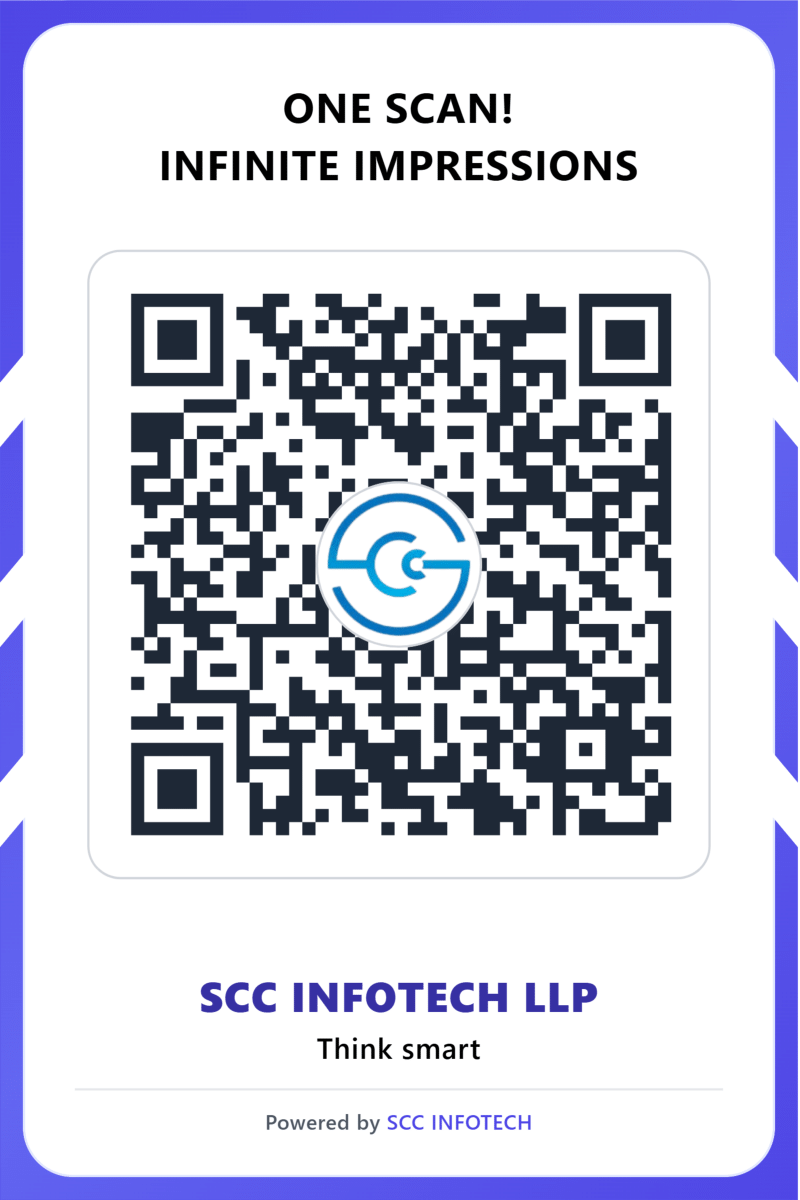 ONE SCAN!
INFINITE IMPRESSIONS
SCC INFOTECH LLP
Think smart
Powered by SCC INFOTECH